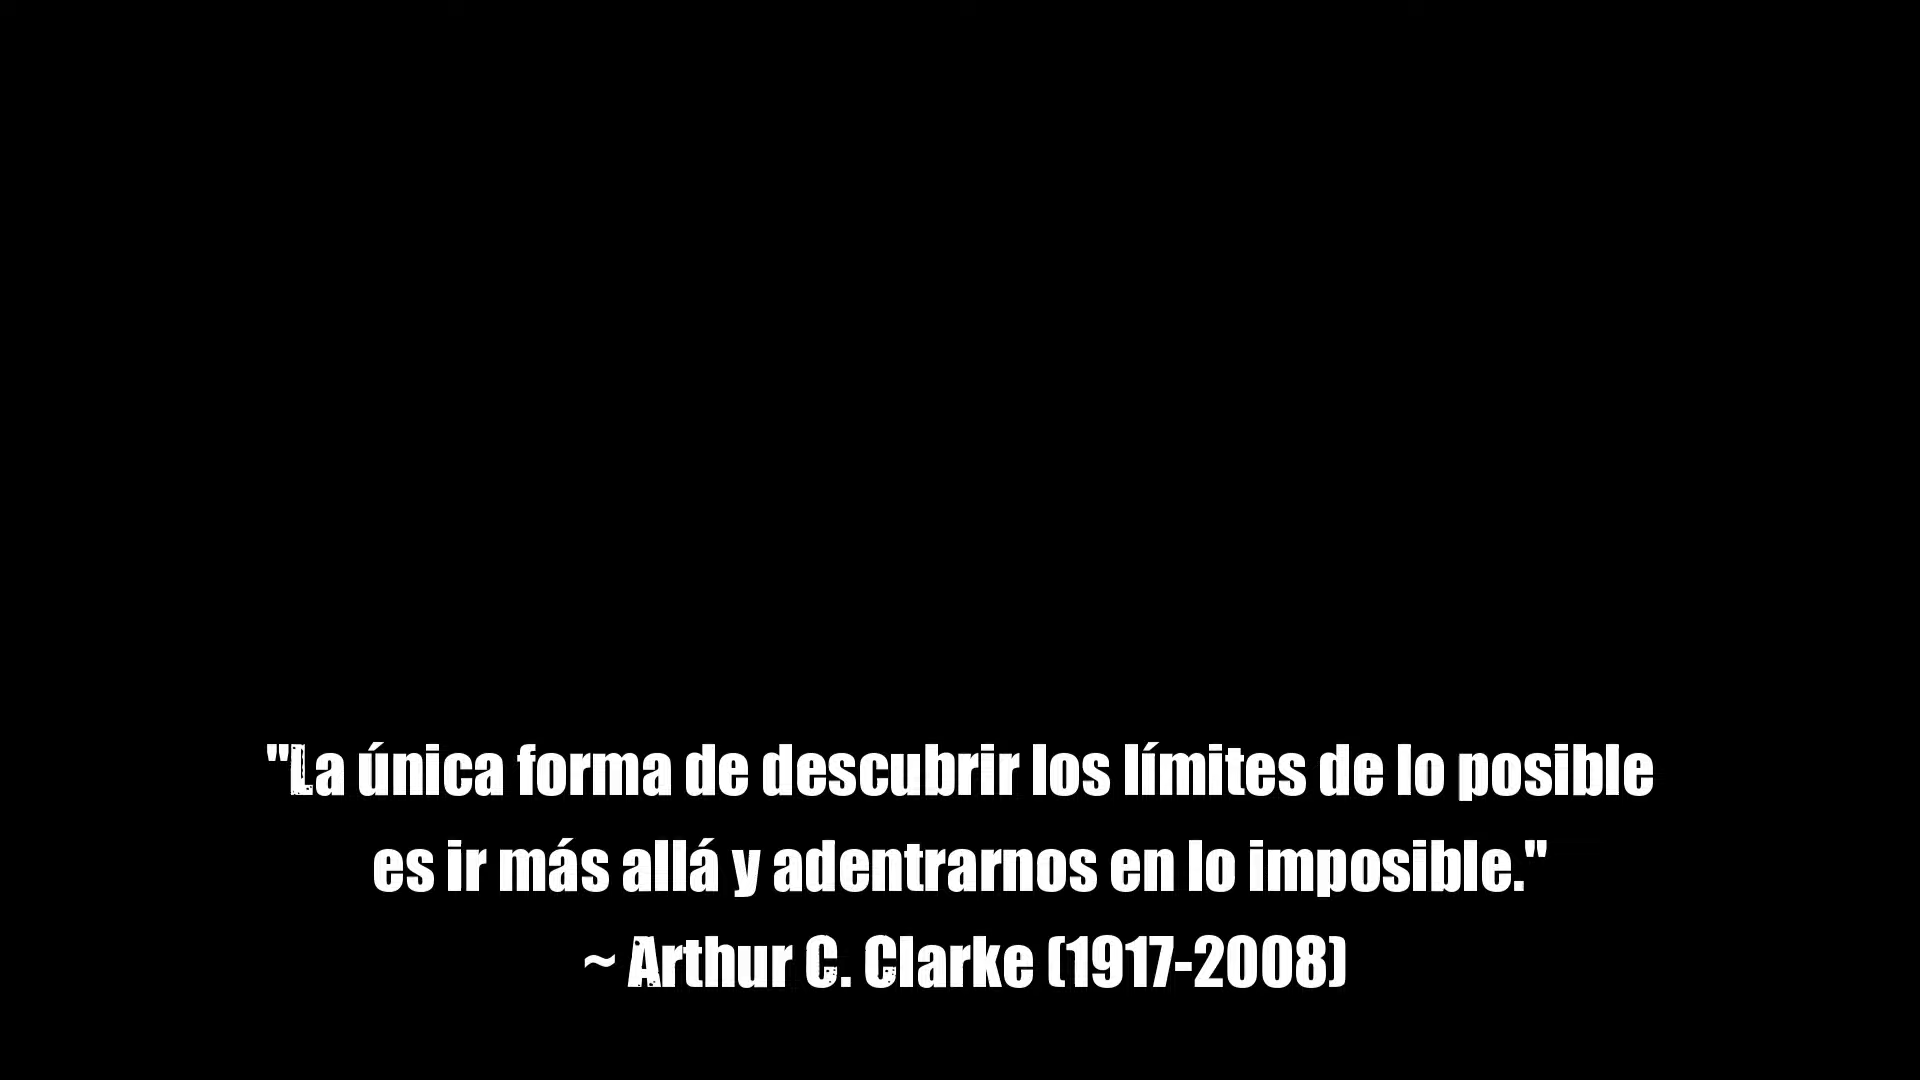 "La única forma de descubrir los límites de lo posible
es ir más allá y adentrarnos en lo imposible."
~ Arthur C. Clarke (1917-2008)